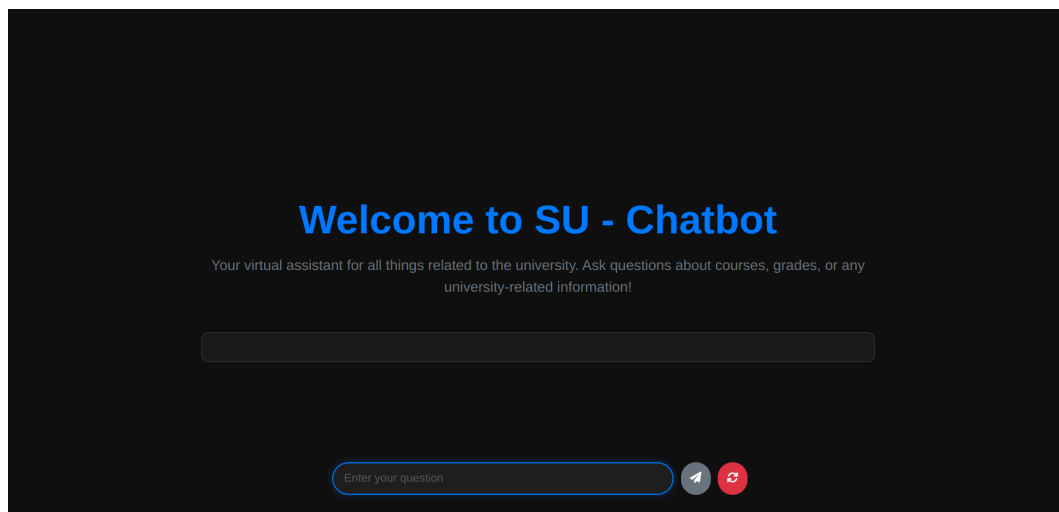 Welcome to SU - Chatbot
Your virtual assistant for all things related to the university. Ask questions about courses, grades, or any
university-related information!
Enter your question